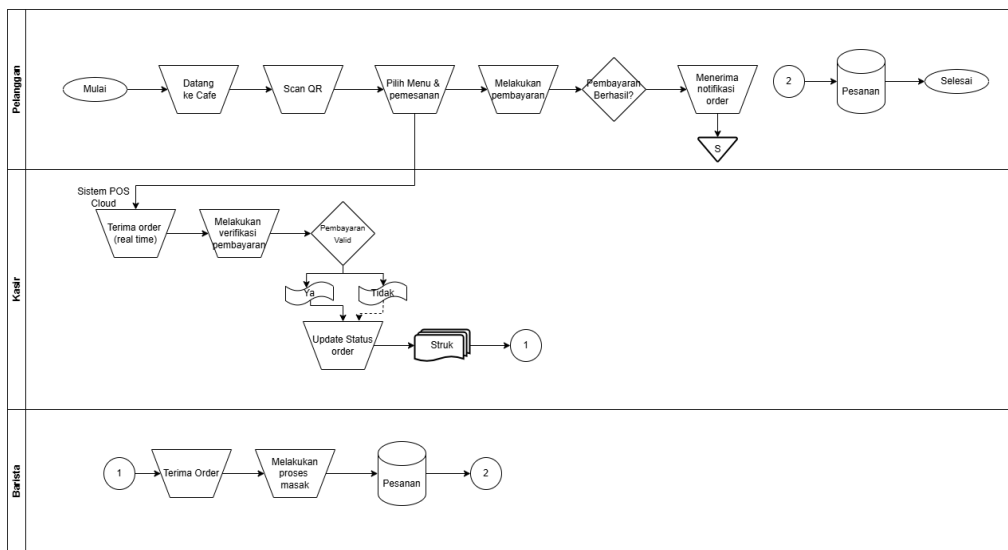 Pelanggan
Mulai
Datang
ke Cafe
Scan QR
Pilih Menu &
pemesanan
Melakukan
pembayaran
Pembayaran
Berhasil?
Menerima
notifikasi
order
S
2
Pesanan
Selesai
Kasir
Sistem POS
Cloud
Terima order
(real time)
Melakukan
verifikasi
pembayaran
Pembayaran
Valid
Ya
Tidak
Update Status
order
Struk
1
Barista
1
Terima Order
Melakukan
proses
masak
Pesanan
2